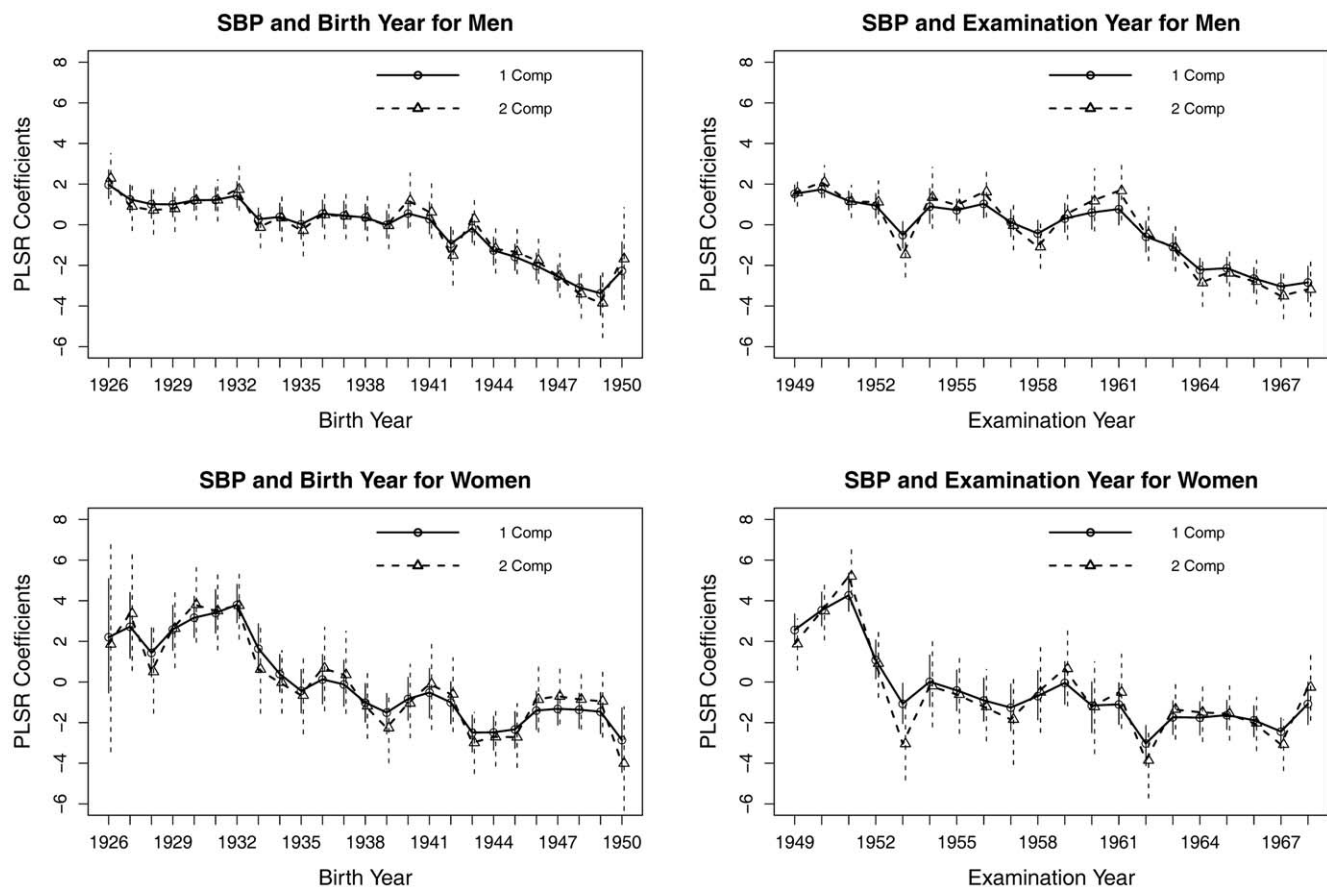 SBP and Birth Year for Men
8
6
4
2
0
−2
−4
−6
PLSR Coefficients
1 Comp
2 Comp
1926 1929 1932 1935 1938 1941 1944 1947 1950
Birth Year
SBP and Examination Year for Men
8
6
4
2
0
−2
−4
−6
PLSR Coefficients
1 Comp
2 Comp
1949 1952 1955 1958 1961 1964 1967
Examination Year
SBP and Birth Year for Women
8
6
4
2
0
−2
−4
−6
PLSR Coefficients
1 Comp
2 Comp
1926 1929 1932 1935 1938 1941 1944 1947 1950
Birth Year
SBP and Examination Year for Women
8
6
4
2
0
−2
−4
−6
PLSR Coefficients
1 Comp
2 Comp
1949 1952 1955 1958 1961 1964 1967
Examination Year